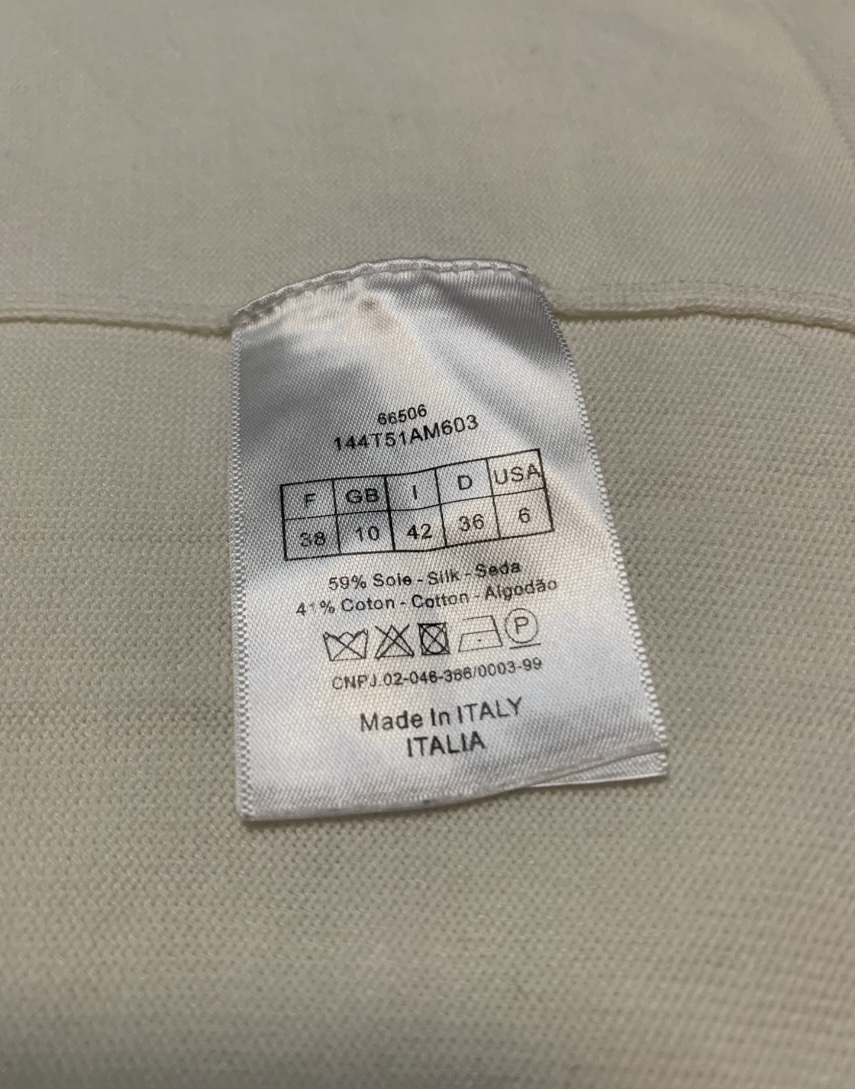 66506
144T51AM603
F GB I D USA
38 10 42 36 6
59% Soie - Silk - Seda
41% Coton - Cotton - Algodão
P
CNPJ.02-046-366/0003-99
Made In ITALY
ITALIA